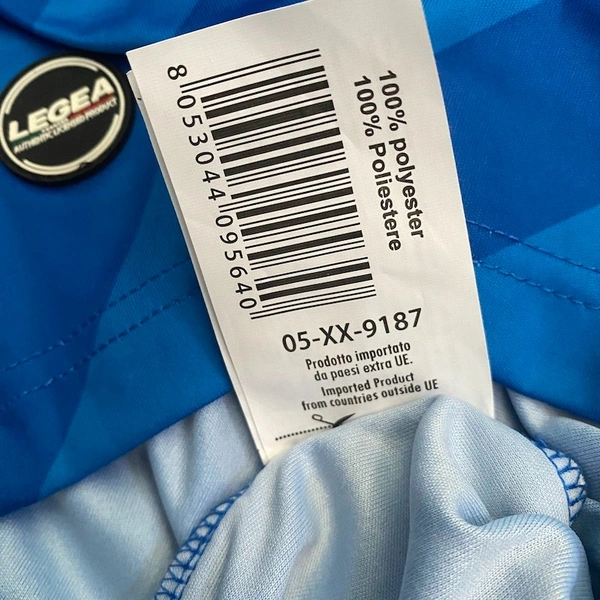 LEGEA
AUTHENTIC LICENSED PRODUCT
8 053044 095640
100% polyester
100% Poliestere
05-XX-9187
Prodotto importato
da paesi extra UE.
Imported Product
from countries outside UE